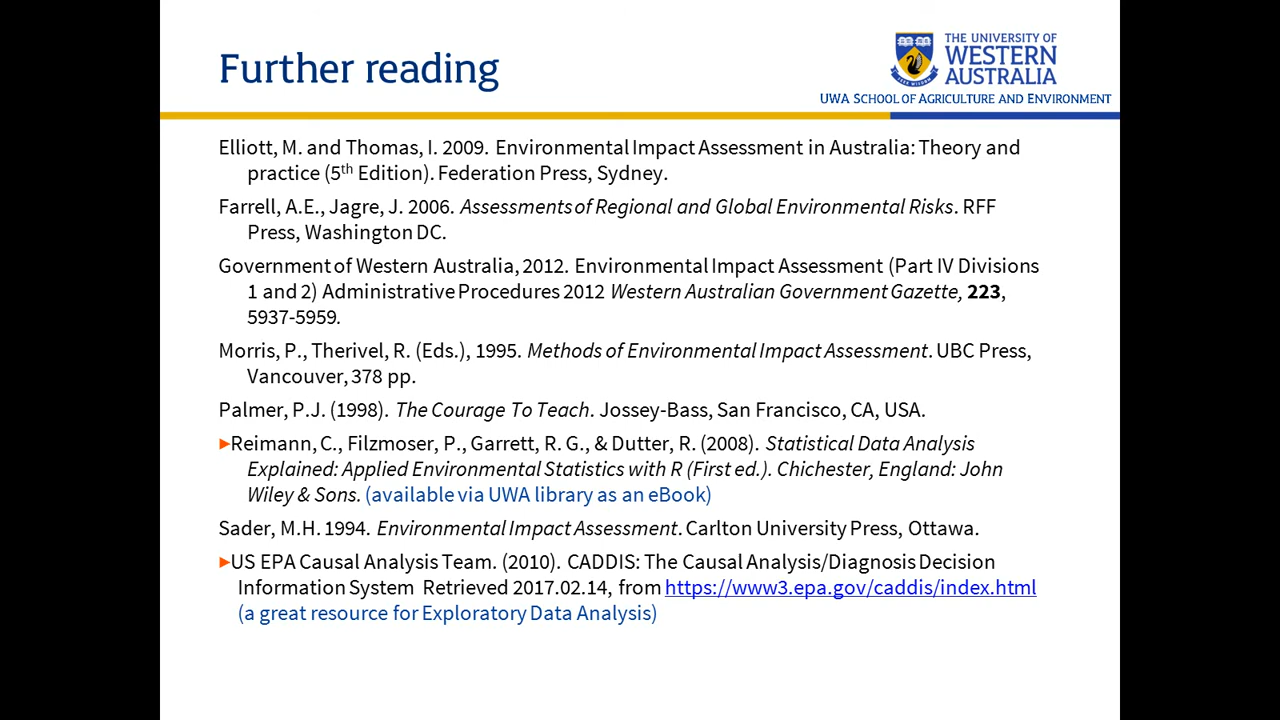 Further reading
THE UNIVERSITY OF
WESTERN
AUSTRALIA
UWA SCHOOL OF AGRICULTURE AND ENVIRONMENT
Elliott, M. and Thomas, I. 2009. Environmental Impact Assessment in Australia: Theory and
practice (5th Edition). Federation Press, Sydney.
Farrell, A.E., Jagre, J. 2006. Assessments of Regional and Global Environmental Risks. RFF
Press, Washington DC.
Government of Western Australia, 2012. Environmental Impact Assessment (Part IV Divisions
1 and 2) Administrative Procedures 2012 Western Australian Government Gazette, 223,
5937-5959.
Morris, P., Therivel, R. (Eds.), 1995. Methods of Environmental Impact Assessment. UBC Press,
Vancouver, 378 pp.
Palmer, P.J. (1998). The Courage To Teach. Jossey-Bass, San Francisco, CA, USA.
►Reimann, C., Filzmoser, P., Garrett, R. G., & Dutter, R. (2008). Statistical Data Analysis
Explained: Applied Environmental Statistics with R (First ed.). Chichester, England: John
Wiley & Sons. (available via UWA library as an eBook)
Sader, M.H. 1994. Environmental Impact Assessment. Carlton University Press, Ottawa.
►US EPA Causal Analysis Team. (2010). CADDIS: The Causal Analysis/Diagnosis Decision
Information System Retrieved 2017.02.14, from https://www3.epa.gov/caddis/index.html
(a great resource for Exploratory Data Analysis)